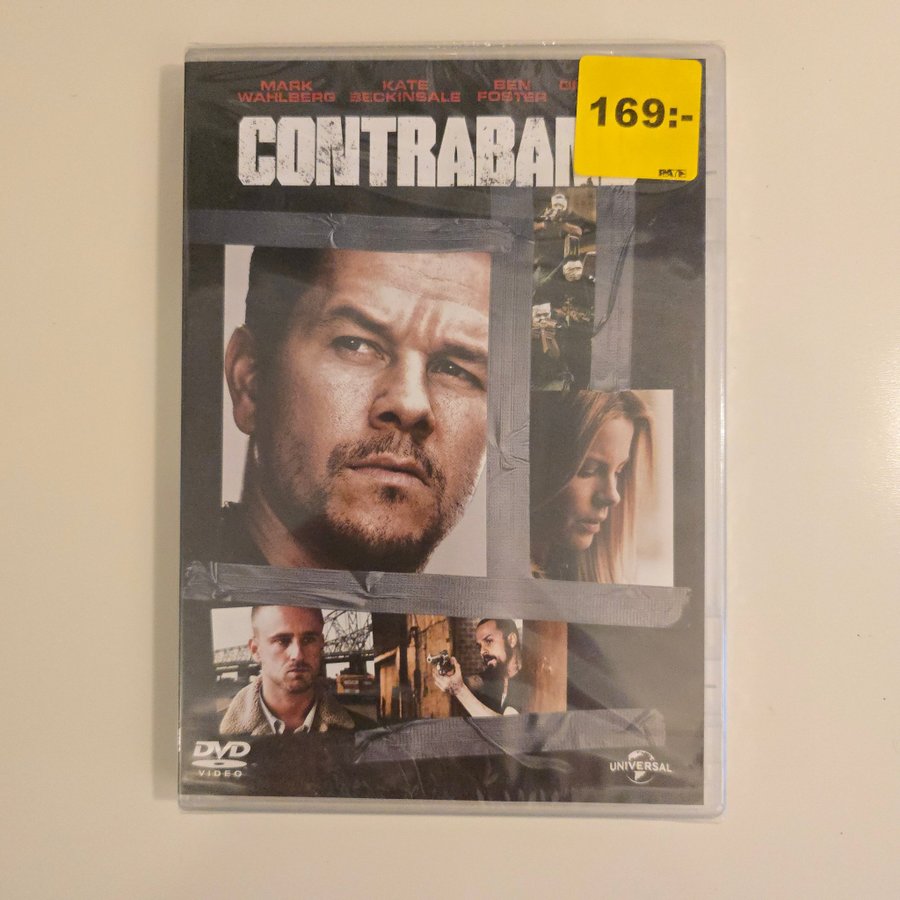 MARK KATE BEN
WAHLBERG BECKINSALE FOSTER
CONTRABAN
169:-
DVD
VIDEO
UNIVERSAL